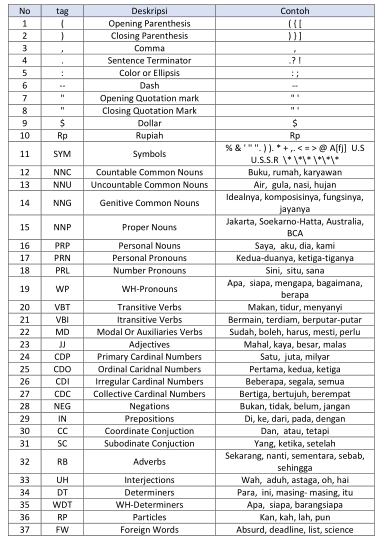 No tag Deskripsi Contoh
1 ( Opening Parenthesis ( { [
2 ) Closing Parenthesis ) } ]
3 , Comma ,
4 . Sentence Terminator .? !
5 : Color or Ellipsis : ;
6 -- Dash --
7 " Opening Quotation mark " '
8 " Closing Quotation Mark " '
9 $ Dollar $
10 Rp Rupiah Rp
11 SYM Symbols % & ' '' ''. ) ). * + ,. < = > @ A[fj] U.S
U.S.S.R \* \*\* \*\*\*
12 NNC Countable Common Nouns Buku, rumah, karyawan
13 NNU Uncountable Common Nouns Air, gula, nasi, hujan
14 NNG Genitive Common Nouns Idealnya, komposisinya, fungsinya,
jayanya
15 NNP Proper Nouns Jakarta, Soekarno-Hatta, Australia,
BCA
16 PRP Personal Nouns Saya, aku, dia, kami
17 PRN Personal Pronouns Kedua-duanya, ketiga-tiganya
18 PRL Number Pronouns Sini, situ, sana
19 WP WH-Pronouns Apa, siapa, mengapa, bagaimana,
berapa
20 VBT Transitive Verbs Makan, tidur, menyanyi
21 VBI Itransitive Verbs Bermain, terdiam, berputar-putar
22 MD Modal Or Auxiliaries Verbs Sudah, boleh, harus, mesti, perlu
23 JJ Adjectives Mahal, kaya, besar, malas
24 CDP Primary Cardinal Numbers Satu, juta, milyar
25 CDO Ordinal Caridnal Numbers Pertama, kedua, ketiga
26 CDI Irregular Cardinal Numbers Beberapa, segala, semua
27 CDC Collective Cardinal Numbers Bertiga, bertujuh, berempat
28 NEG Negations Bukan, tidak, belum, jangan
29 IN Prepositions Di, ke, dari, pada, dengan
30 CC Coordinate Conjuction Dan, atau, tetapi
31 SC Subodinate Conjuction Yang, ketika, setelah
32 RB Adverbs Sekarang, nanti, sementara, sebab,
sehingga
33 UH Interjections Wah, aduh, astaga, oh, hai
34 DT Determiners Para, ini, masing- masing, itu
35 WDT WH-Determiners Apa, siapa, barangsiapa
36 RP Particles Kan, kah, lah, pun
37 FW Foreign Words Absurd, deadline, list, science